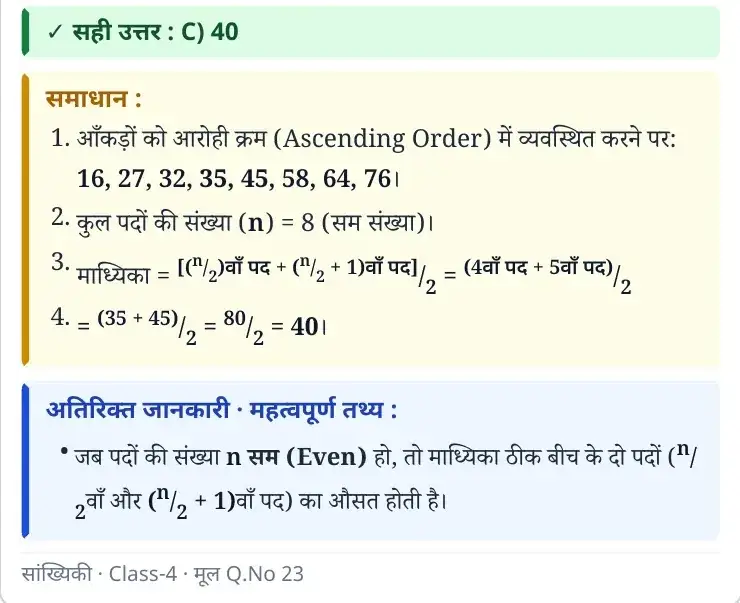 ✓ सही उत्तर : C) 40
समाधान :
1. आँकड़ों को आरोही क्रम (Ascending Order) में व्यवस्थित करने पर:
16, 27, 32, 35, 45, 58, 64, 76।
2. कुल पदों की संख्या (n) = 8 (सम संख्या)।
3. माध्यिका = [(n/2)वाँ पद + (n/2 + 1)वाँ पद]/2 = (4वाँ पद + 5वाँ पद)/2
4. = (35 + 45)/2 = 80/2 = 40।
अतिरिक्त जानकारी · महत्वपूर्ण तथ्य :
• जब पदों की संख्या n सम (Even) हो, तो माध्यिका ठीक बीच के दो पदों (n/
2वाँ और (n/2 + 1)वाँ पद) का औसत होती है।
सांख्यिकी · Class-4 · मूल Q.No 23